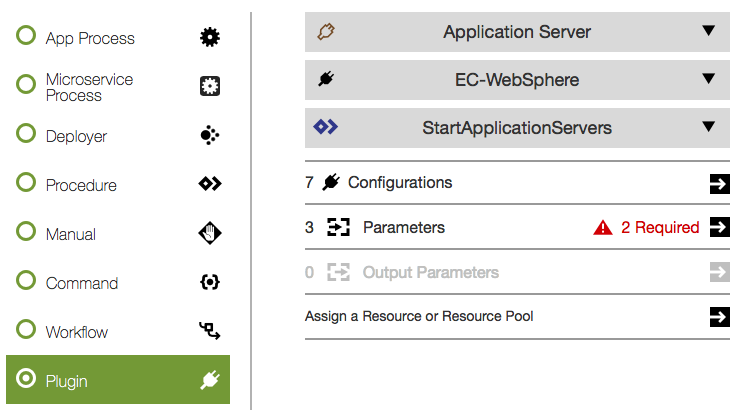 App Process
Microservice
Process
Deployer
Procedure
Manual
Command
Workflow
Plugin
Application Server
EC-WebSphere
StartApplicationServers
7 Configurations
3 Parameters 2 Required
0 Output Parameters
Assign a Resource or Resource Pool